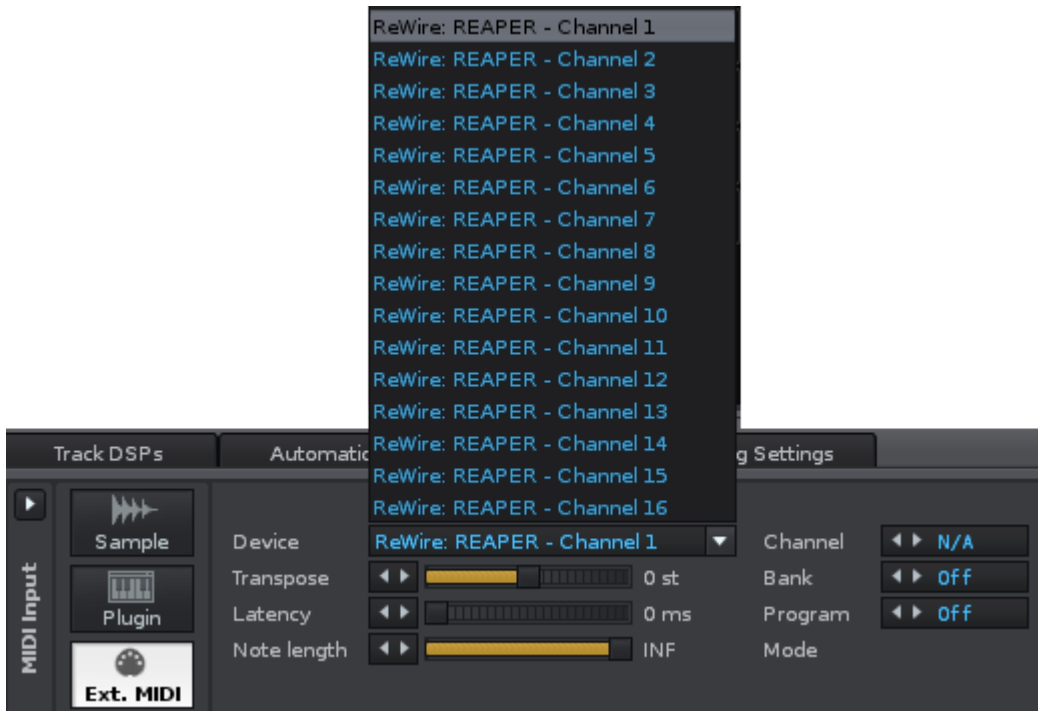 ReWire: REAPER - Channel 1
ReWire: REAPER - Channel 2
ReWire: REAPER - Channel 3
ReWire: REAPER - Channel 4
ReWire: REAPER - Channel 5
ReWire: REAPER - Channel 6
ReWire: REAPER - Channel 7
ReWire: REAPER - Channel 8
ReWire: REAPER - Channel 9
ReWire: REAPER - Channel 10
ReWire: REAPER - Channel 11
ReWire: REAPER - Channel 12
ReWire: REAPER - Channel 13
ReWire: REAPER - Channel 14
ReWire: REAPER - Channel 15
ReWire: REAPER - Channel 16
Track DSPs Automatic g Settings
MIDI Input
Sample
Plugin
Ext. MIDI
Device ReWire: REAPER - Channel 1 Channel N/A
Transpose 0 st Bank Off
Latency 0 ms Program Off
Note length INF Mode